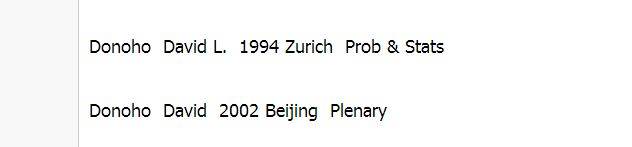 Donoho David L. 1994 Zurich Prob & Stats
Donoho David 2002 Beijing Plenary